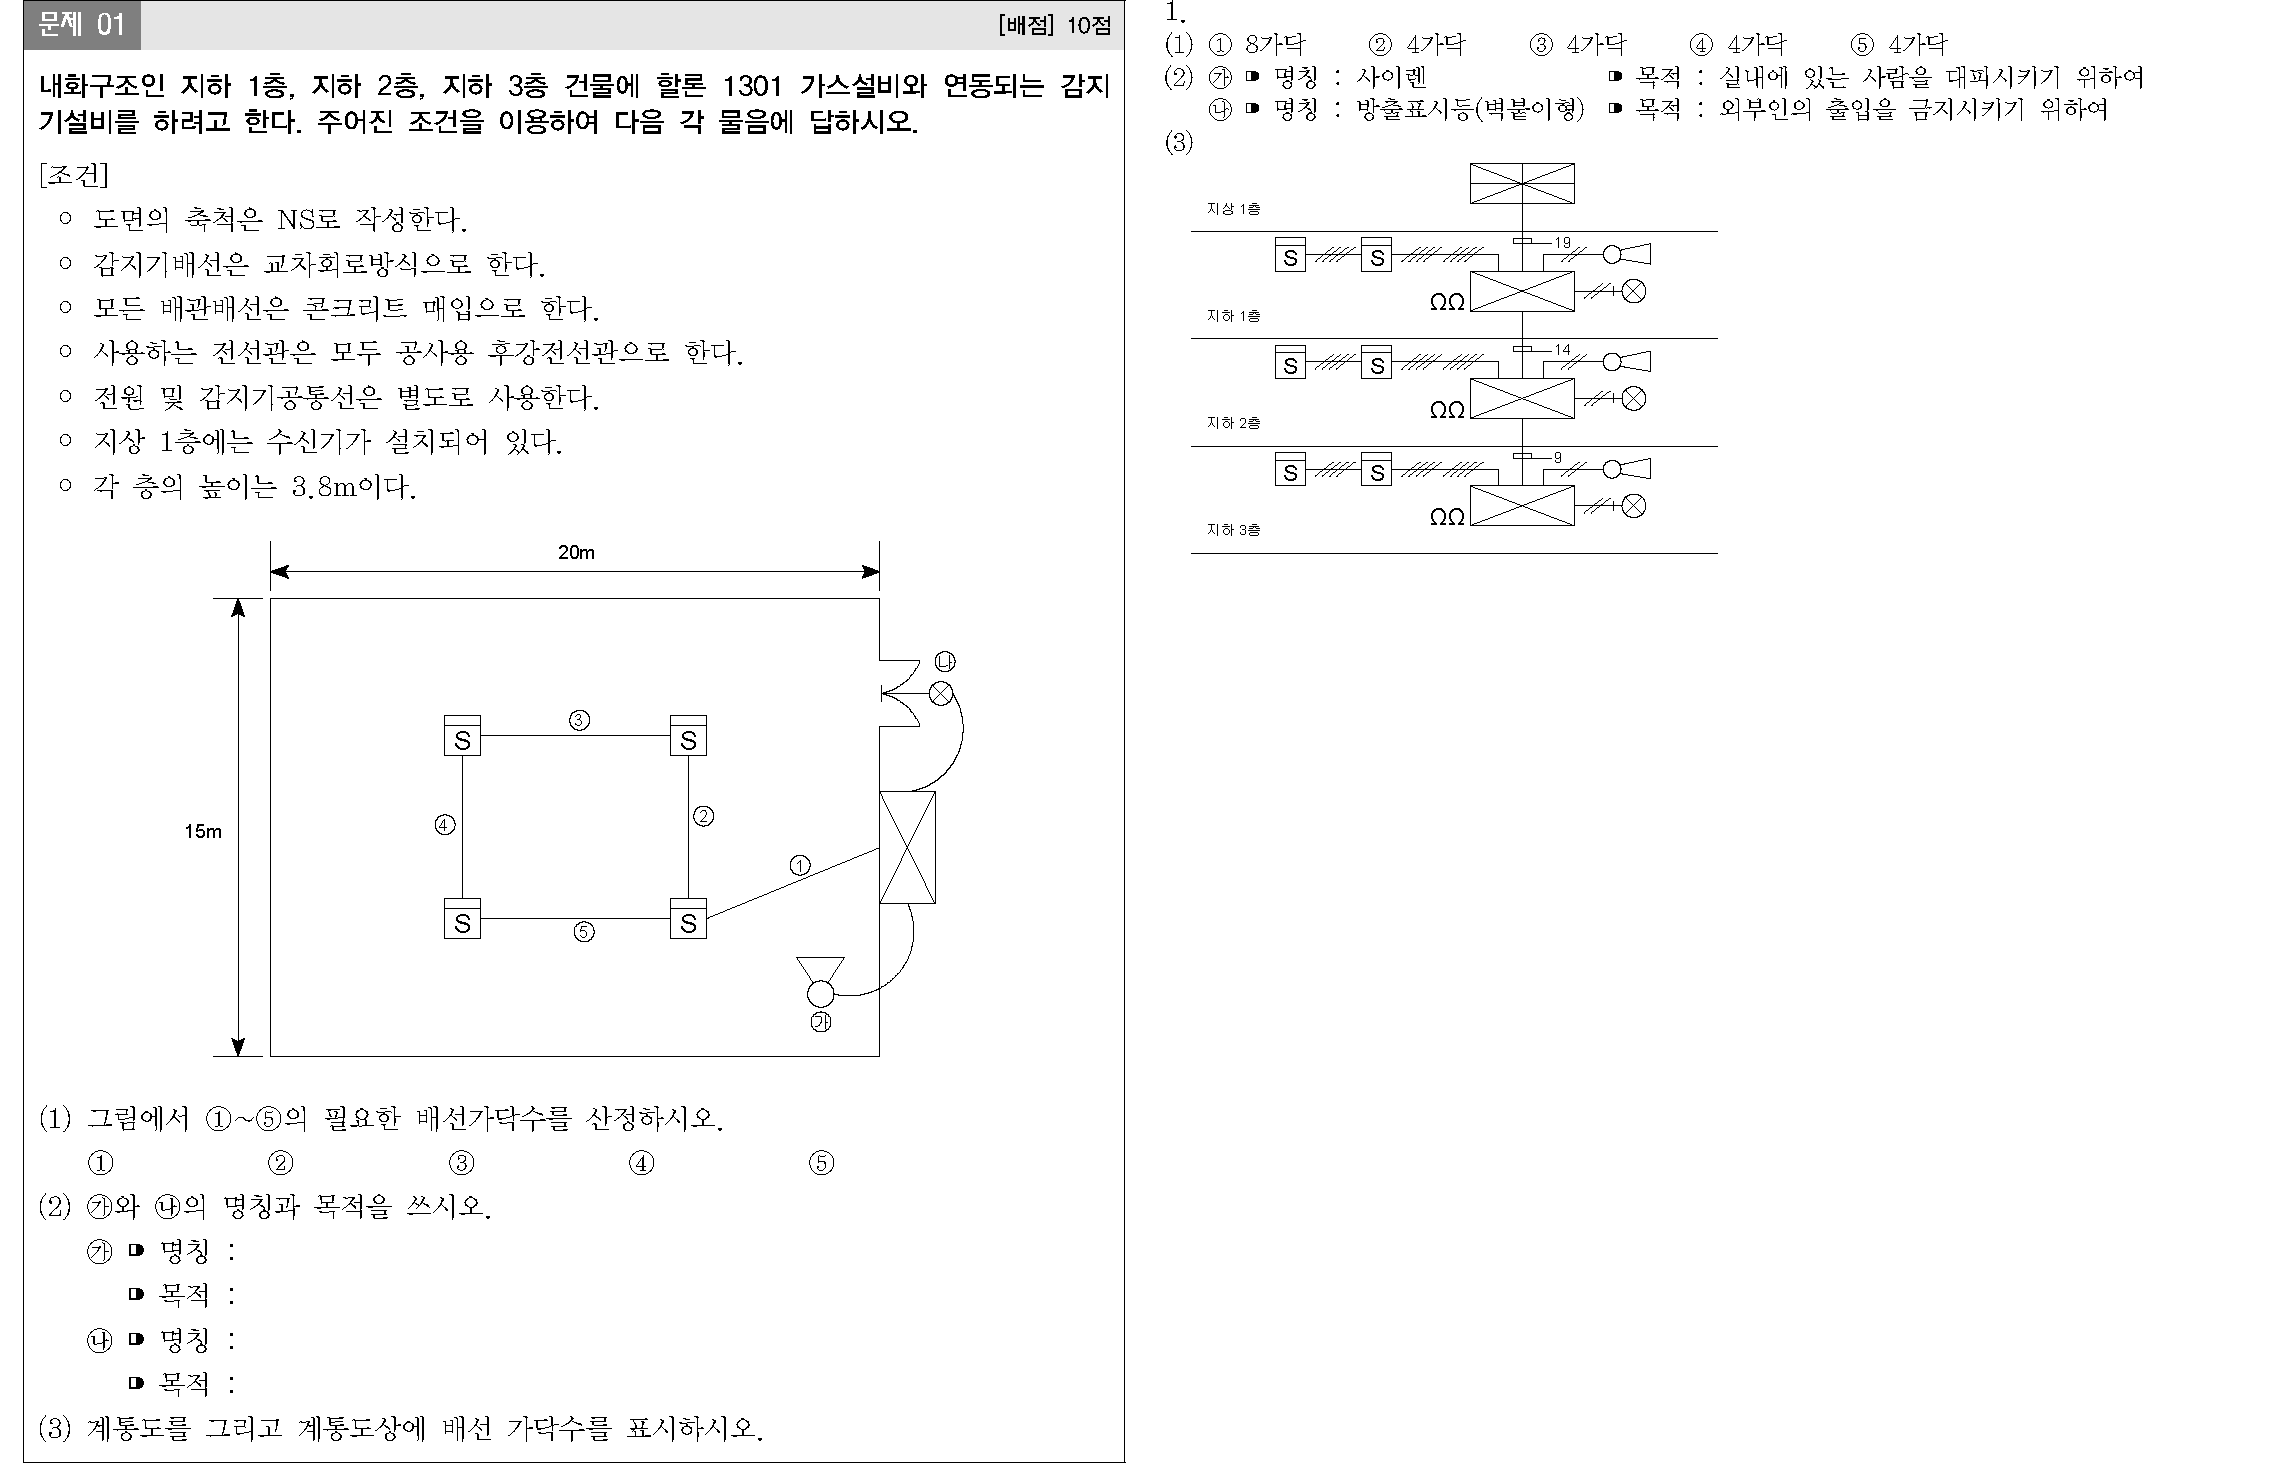 문제 01 [배점] 10점
내화구조인 지하 1층, 지하 2층, 지하 3층 건물에 할론 1301 가스설비와 연동되는 감지
기설비를 하려고 한다. 주어진 조건을 이용하여 다음 각 물음에 답하시오.
[조건]
○ 도면의 축척은 NS로 작성한다.
○ 감지기배선은 교차회로방식으로 한다.
○ 모든 배관배선은 콘크리트 매입으로 한다.
○ 사용하는 전선관은 모두 공사용 후강전선관으로 한다.
○ 전원 및 감지기공통선은 별도로 사용한다.
○ 지상 1층에는 수신기가 설치되어 있다.
○ 각 층의 높이는 3.8m이다.
20m
㉯
③
S S
15m
④ ②
①
S S
⑤
㉮
(1) 그림에서 ①~⑤의 필요한 배선가닥수를 산정하시오.
① ② ③ ④ ⑤
(2) ㉮와 ㉯의 명칭과 목적을 쓰시오.
㉮ 명칭 :
목적 :
㉯ 명칭 :
목적 :
(3) 계통도를 그리고 계통도상에 배선 가닥수를 표시하시오.
1.
(1) ① 8가닥 ② 4가닥 ③ 4가닥 ④ 4가닥 ⑤ 4가닥
(2) ㉮ 명칭 : 사이렌 목적 : 실내에 있는 사람을 대피시키기 위하여
㉯ 명칭 : 방출표시등(벽붙이형) 목적 : 외부인의 출입을 금지시키기 위하여
(3)
지상 1층
19
S S
ΩΩ
지하 1층
14
S S
ΩΩ
지하 2층
9
S S
ΩΩ
지하 3층